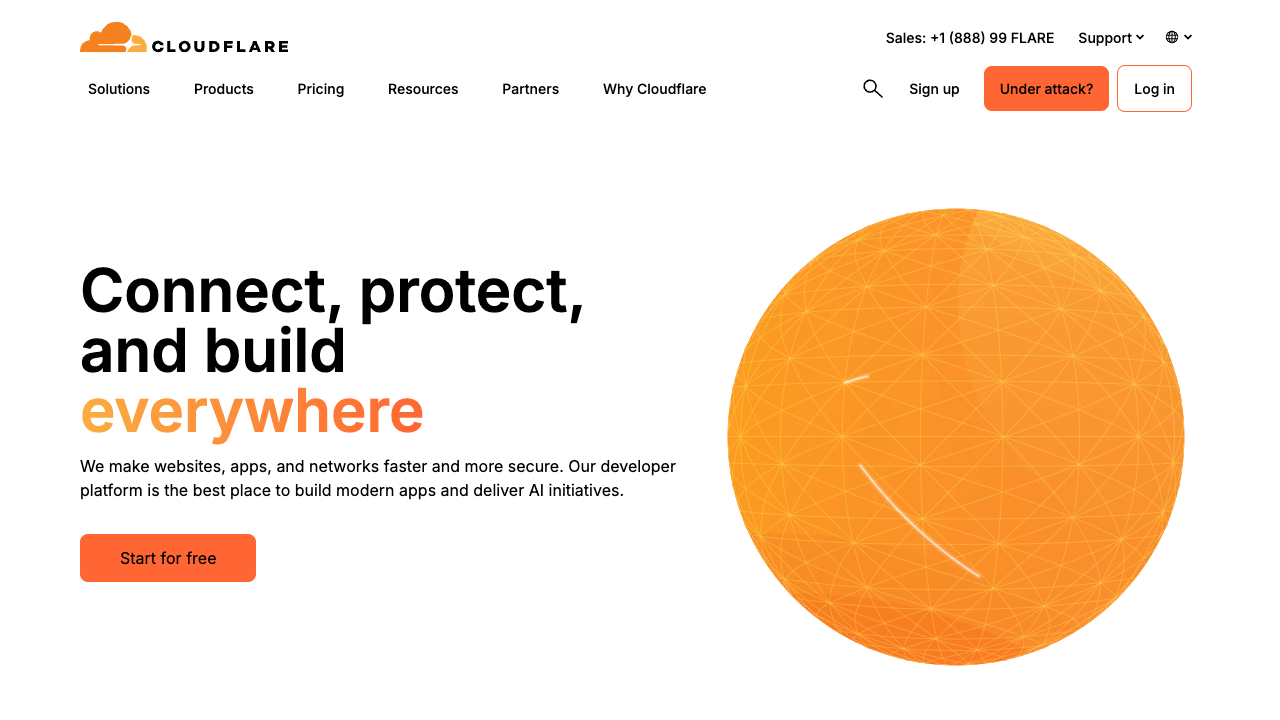 CLOUDFLARE
Sales: +1 (888) 99 FLARE
Support
Solutions
Products
Pricing
Resources
Partners
Why Cloudflare
Sign up
Under attack?
Log in
Connect, protect,
and build
everywhere
We make websites, apps, and networks faster and more secure. Our developer
platform is the best place to build modern apps and deliver AI initiatives.
Start for free